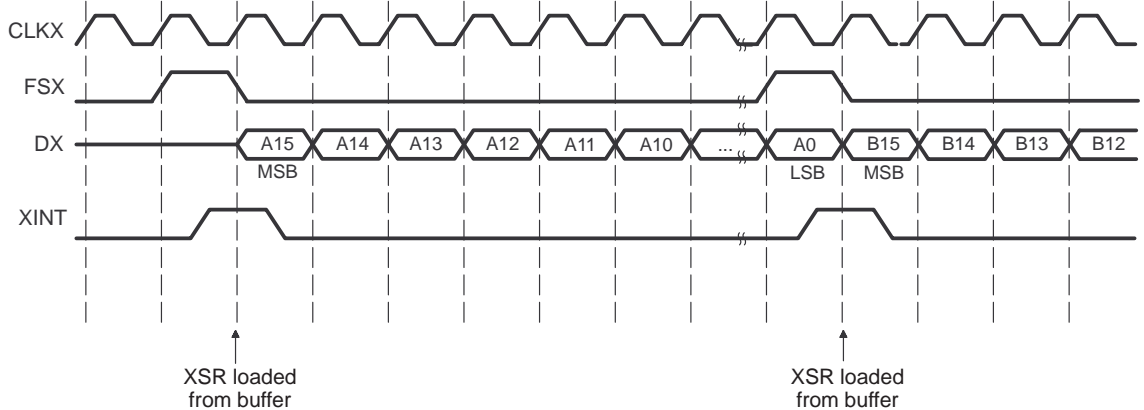 CLKX
FSX
DX A15 A14 A13 A12 A11 A10 ... A0 B15 B14 B13 B12
MSB LSB MSB
XINT
XSR loaded XSR loaded
from buffer from buffer